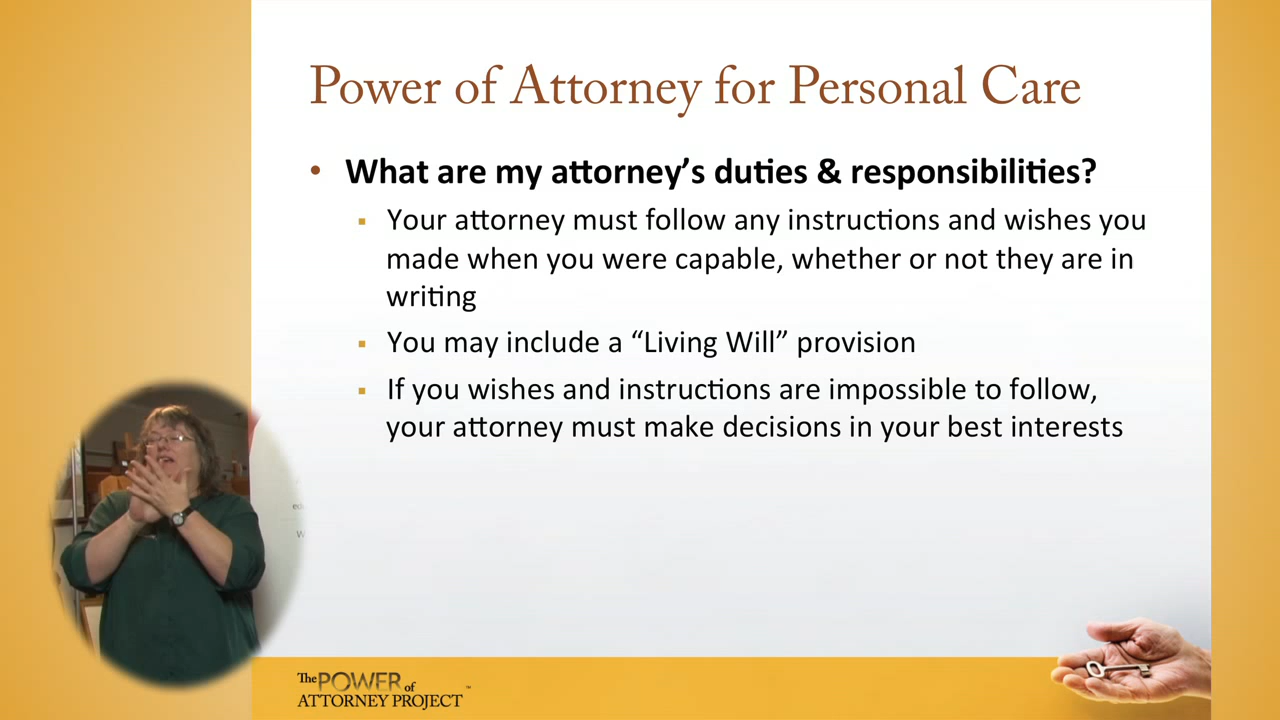 Power of Attorney for Personal Care
• What are my attorney's duties & responsibilities?
▪ Your attorney must follow any instructions and wishes you
made when you were capable, whether or not they are in
writing
▪ You may include a “Living Will” provision
▪ If you wishes and instructions are impossible to follow,
your attorney must make decisions in your best interests
The POWER of
ATTORNEY PROJECT™